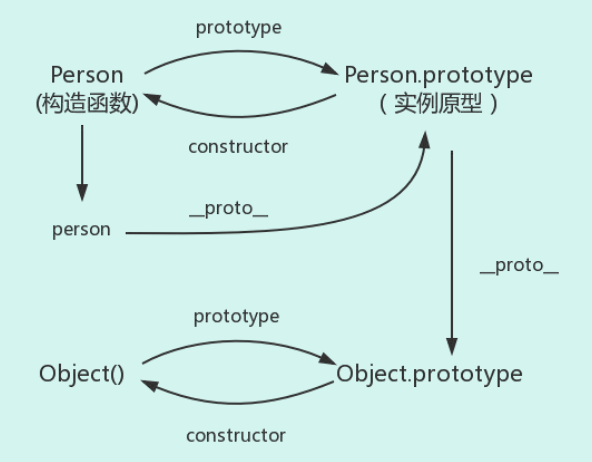 prototype
Person
Person.prototype
(构造函数)
（实例原型）
constructor
__proto__
person
__proto__
prototype
Object()
Object.prototype
constructor